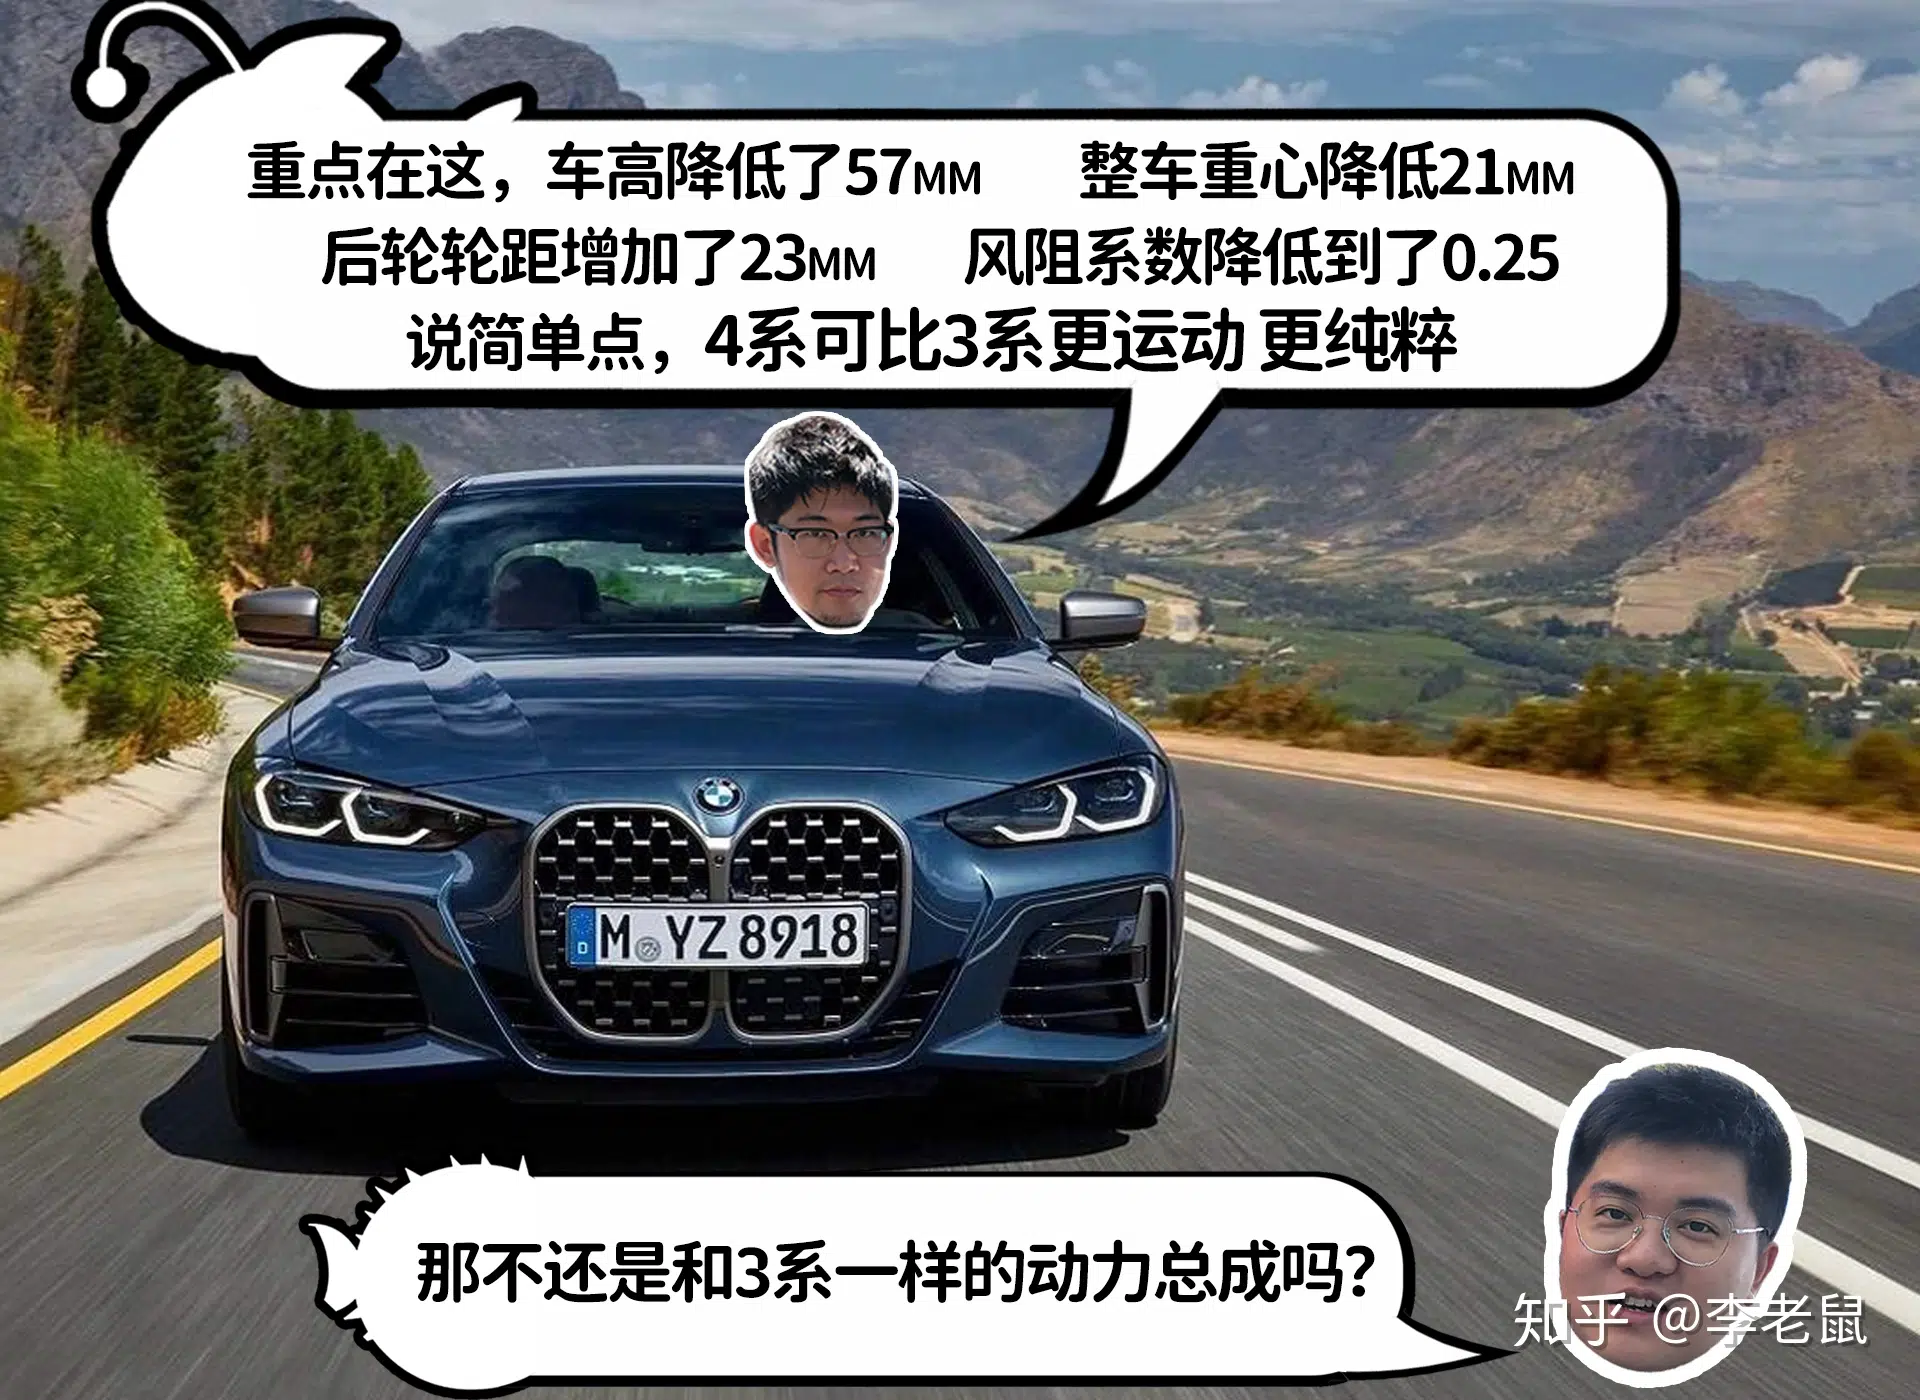 重点在这，车高降低了57MM 整车重心降低21MM
后轮轮距增加了23MM 风阻系数降低到了0.25
说简单点，4系可比3系更运动 更纯粹
BMW
D M YZ 8918
那不还是和3系一样的动力总成吗？
知乎 @李老鼠